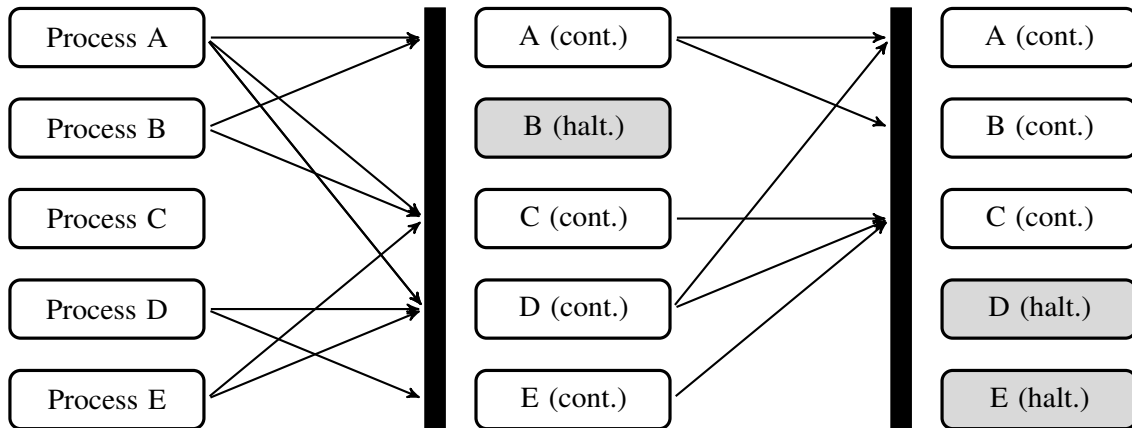 Process A
A (cont.)
A (cont.)
Process B
B (halt.)
B (cont.)
Process C
C (cont.)
C (cont.)
Process D
D (cont.)
D (halt.)
Process E
E (cont.)
E (halt.)